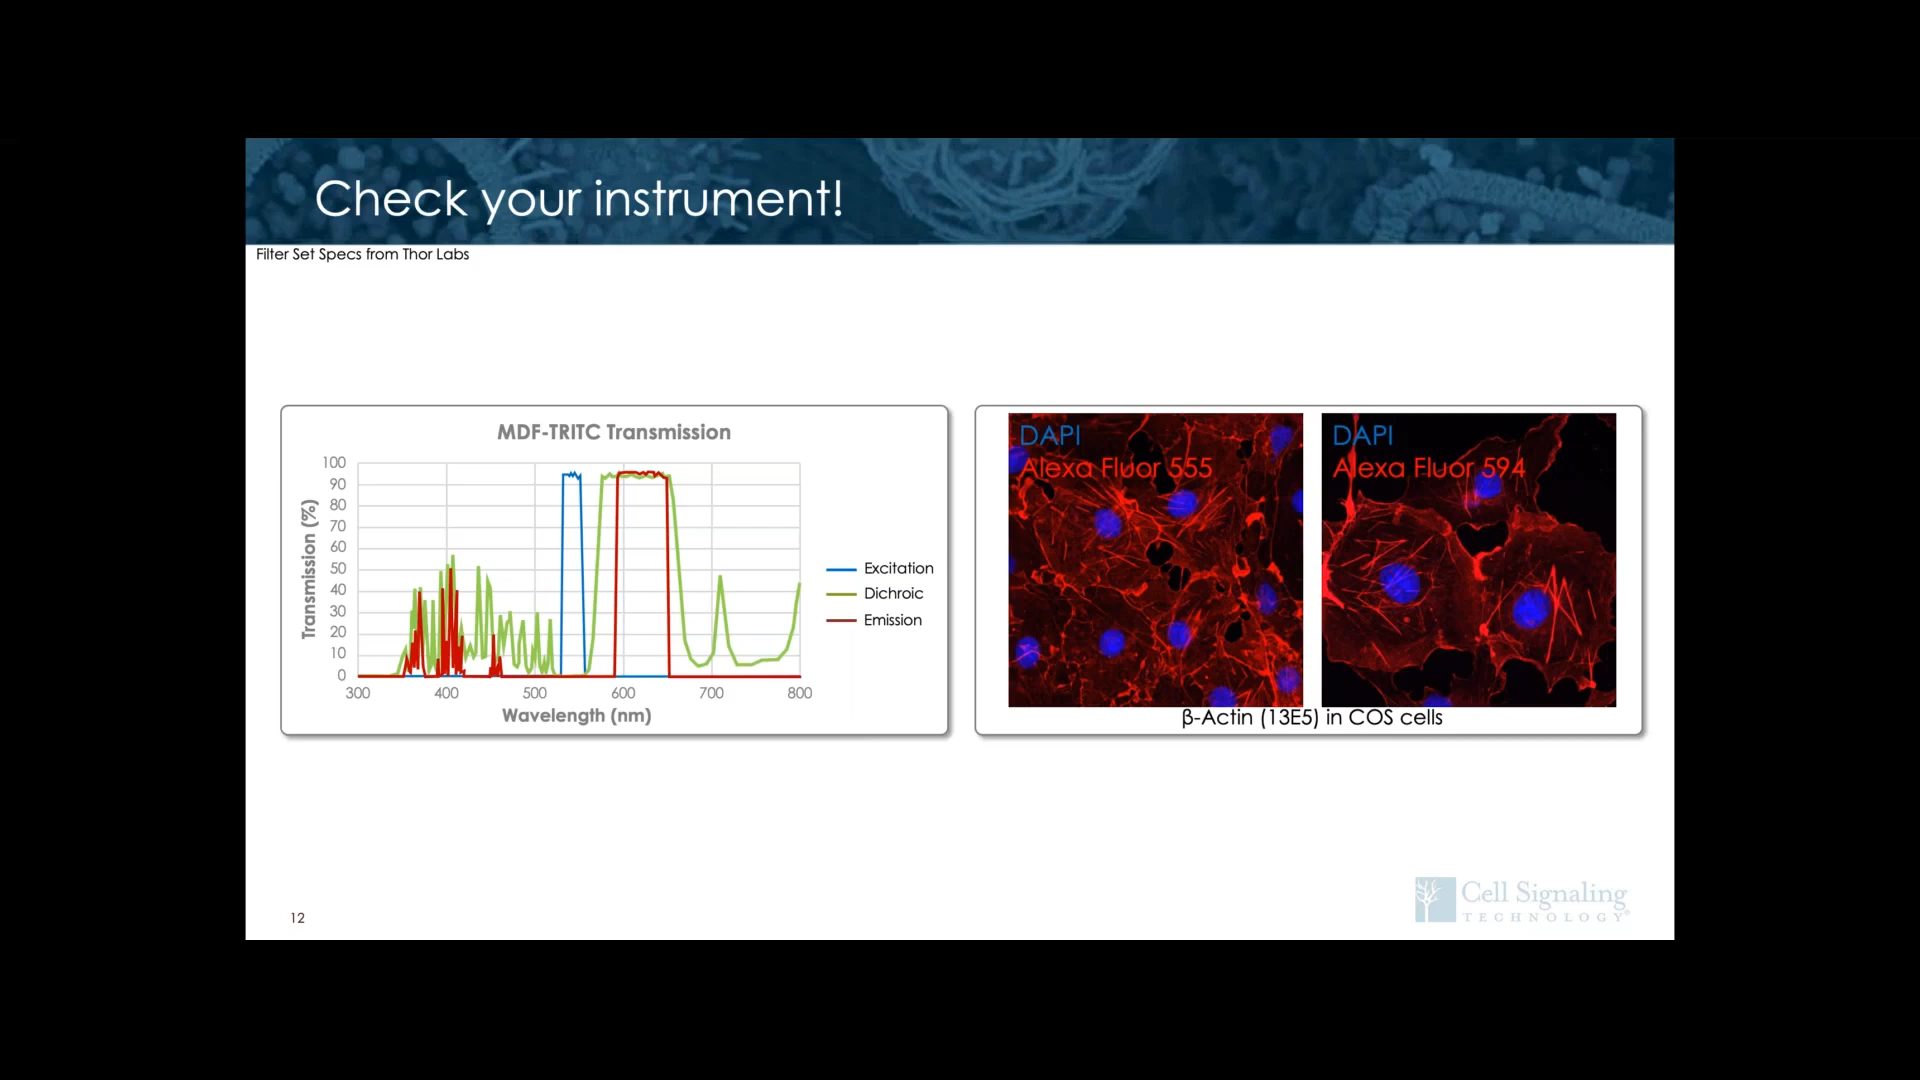 Check your instrument!
Filter Set Specs from Thor Labs
MDF-TRITC Transmission
Transmission (%)
100
90
80
70
60
50
40
30
20
10
0
300 400 500 600 700 800
Wavelength (nm)
Excitation
Dichroic
Emission
DAPI
Alexa Fluor 555
DAPI
Alexa Fluor 594
β-Actin (13E5) in COS cells
12
Cell Signaling
TECHNOLOGY®